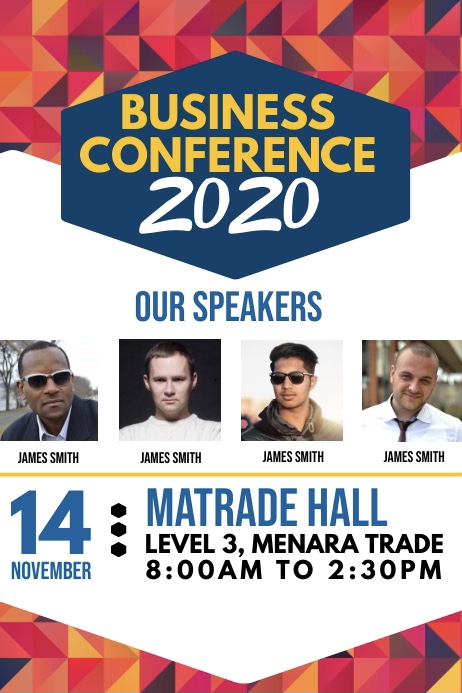 BUSINESS
CONFERENCE
2020
OUR SPEAKERS
JAMES SMITH JAMES SMITH JAMES SMITH JAMES SMITH
14
NOVEMBER
MATRADE HALL
LEVEL 3, MENARA TRADE
8:00AM TO 2:30PM